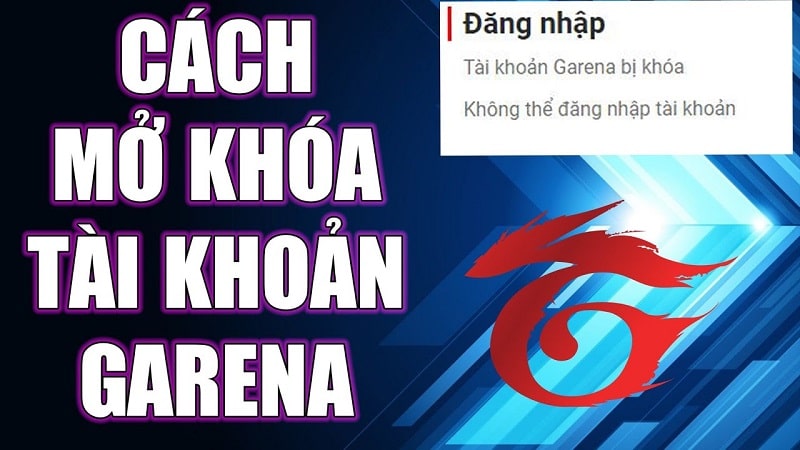 CÁCH
MỞ KHÓA
TÀI KHOẢN
GARENA
Đăng nhập
Tài khoản Garena bị khóa
Không thể đăng nhập tài khoản